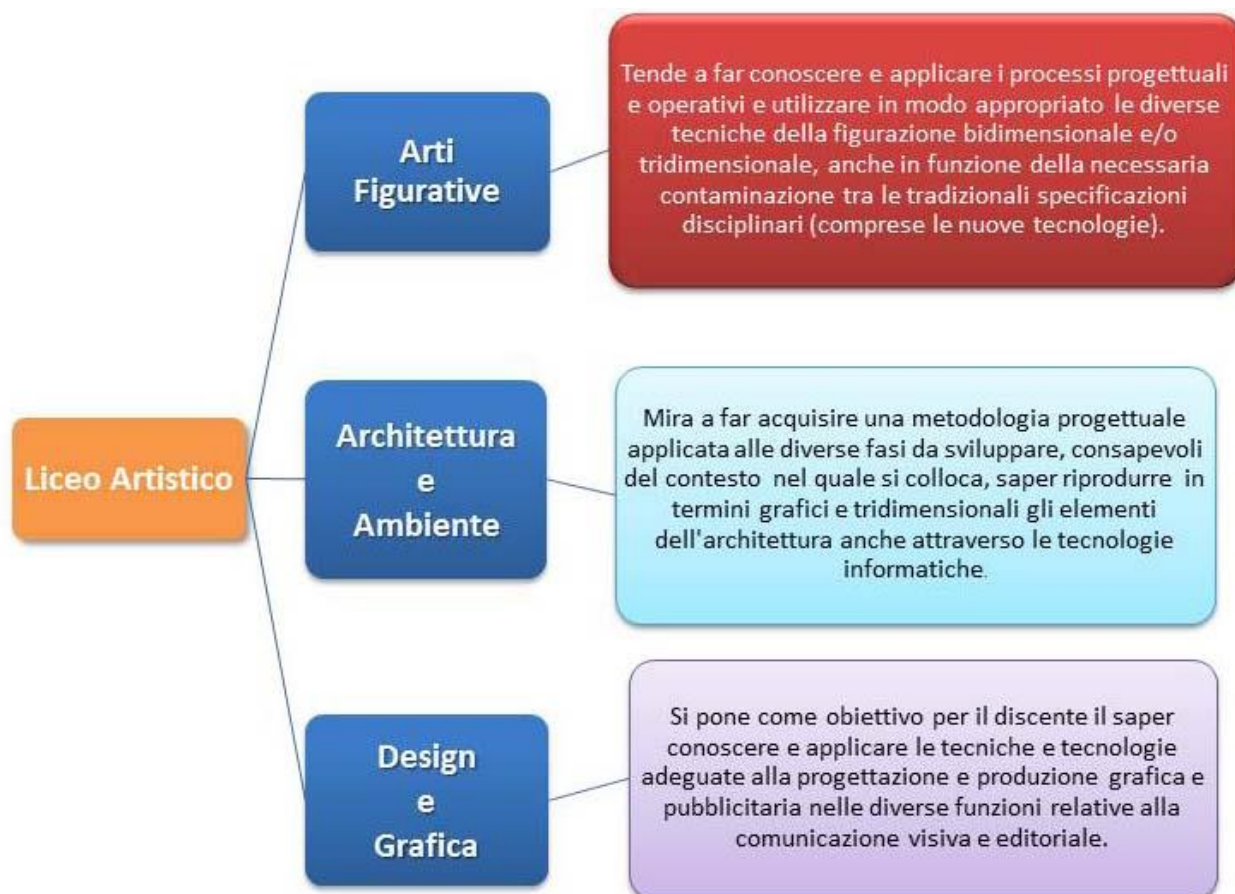 Liceo Artistico
Arti
Figurative
Tende a far conoscere e applicare i processi progettuali
e operativi e utilizzare in modo appropriato le diverse
tecniche della figurazione bidimensionale e/o
tridimensionale, anche in funzione della necessaria
contaminazione tra le tradizionali specificazioni
disciplinari (comprese le nuove tecnologie).
Architettura
e
Ambiente
Mira a far acquisire una metodologia progettuale
applicata alle diverse fasi da sviluppare, consapevoli
del contesto nel quale si colloca, saper riprodurre in
termini grafici e tridimensionali gli elementi
dell'architettura anche attraverso le tecnologie
informatiche.
Design
e
Grafica
Si pone come obiettivo per il discente il saper
conoscere e applicare le tecniche e tecnologie
adeguate alla progettazione e produzione grafica e
pubblicitaria nelle diverse funzioni relative alla
comunicazione visiva e editoriale.